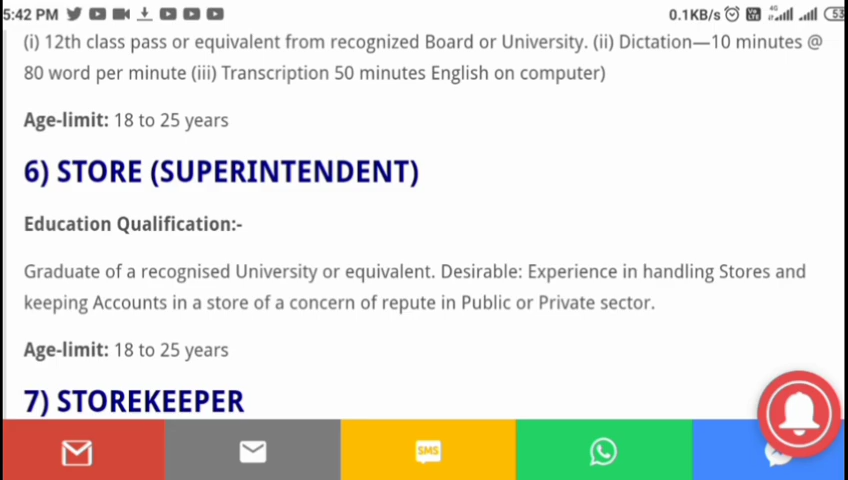 5:42 PM
0.1KB/s
4G
53
(i) 12th class pass or equivalent from recognized Board or University. (ii) Dictation—10 minutes @
80 word per minute (iii) Transcription 50 minutes English on computer)
Age-limit: 18 to 25 years
6) STORE (SUPERINTENDENT)
Education Qualification:-
Graduate of a recognised University or equivalent. Desirable: Experience in handling Stores and
keeping Accounts in a store of a concern of repute in Public or Private sector.
Age-limit: 18 to 25 years
7) STOREKEEPER
SMS